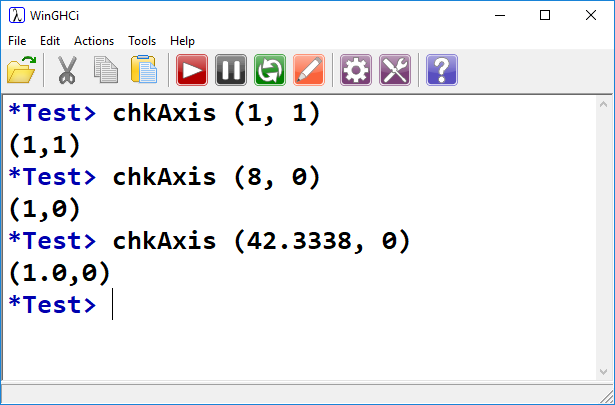 WinGHCi
File Edit Actions Tools Help
*Test> chkAxis (1, 1)
(1,1)
*Test> chkAxis (8, 0)
(1,0)
*Test> chkAxis (42.3338, 0)
(1.0,0)
*Test>